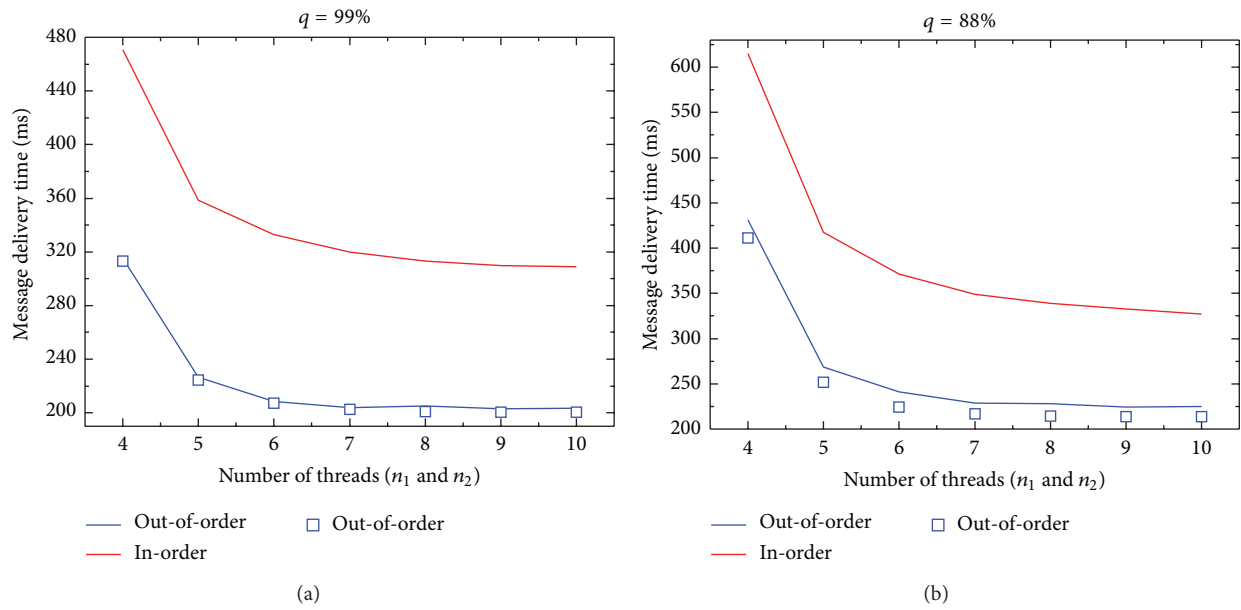 q = 99%
480
440
400
360
320
280
240
200
Message delivery time (ms)
4 5 6 7 8 9 10
Number of threads (n₁ and n₂)
Out-of-order
Out-of-order
In-order
(a)
q = 88%
600
550
500
450
400
350
300
250
200
Message delivery time (ms)
4 5 6 7 8 9 10
Number of threads (n₁ and n₂)
Out-of-order
Out-of-order
In-order
(b)